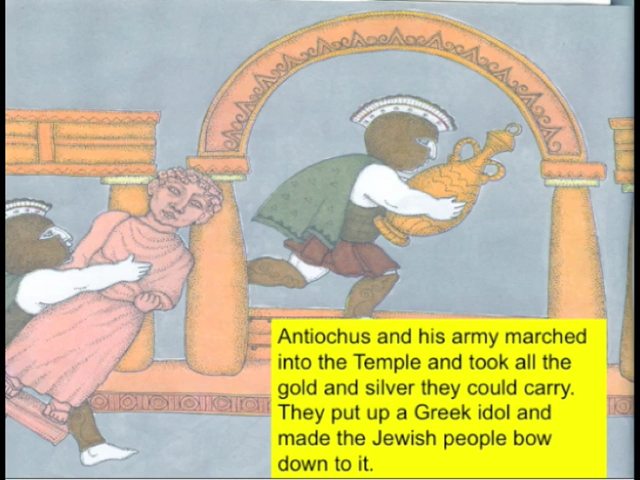 Antiochus and his army marched
into the Temple and took all the
gold and silver they could carry.
They put up a Greek idol and
made the Jewish people bow
down to it.